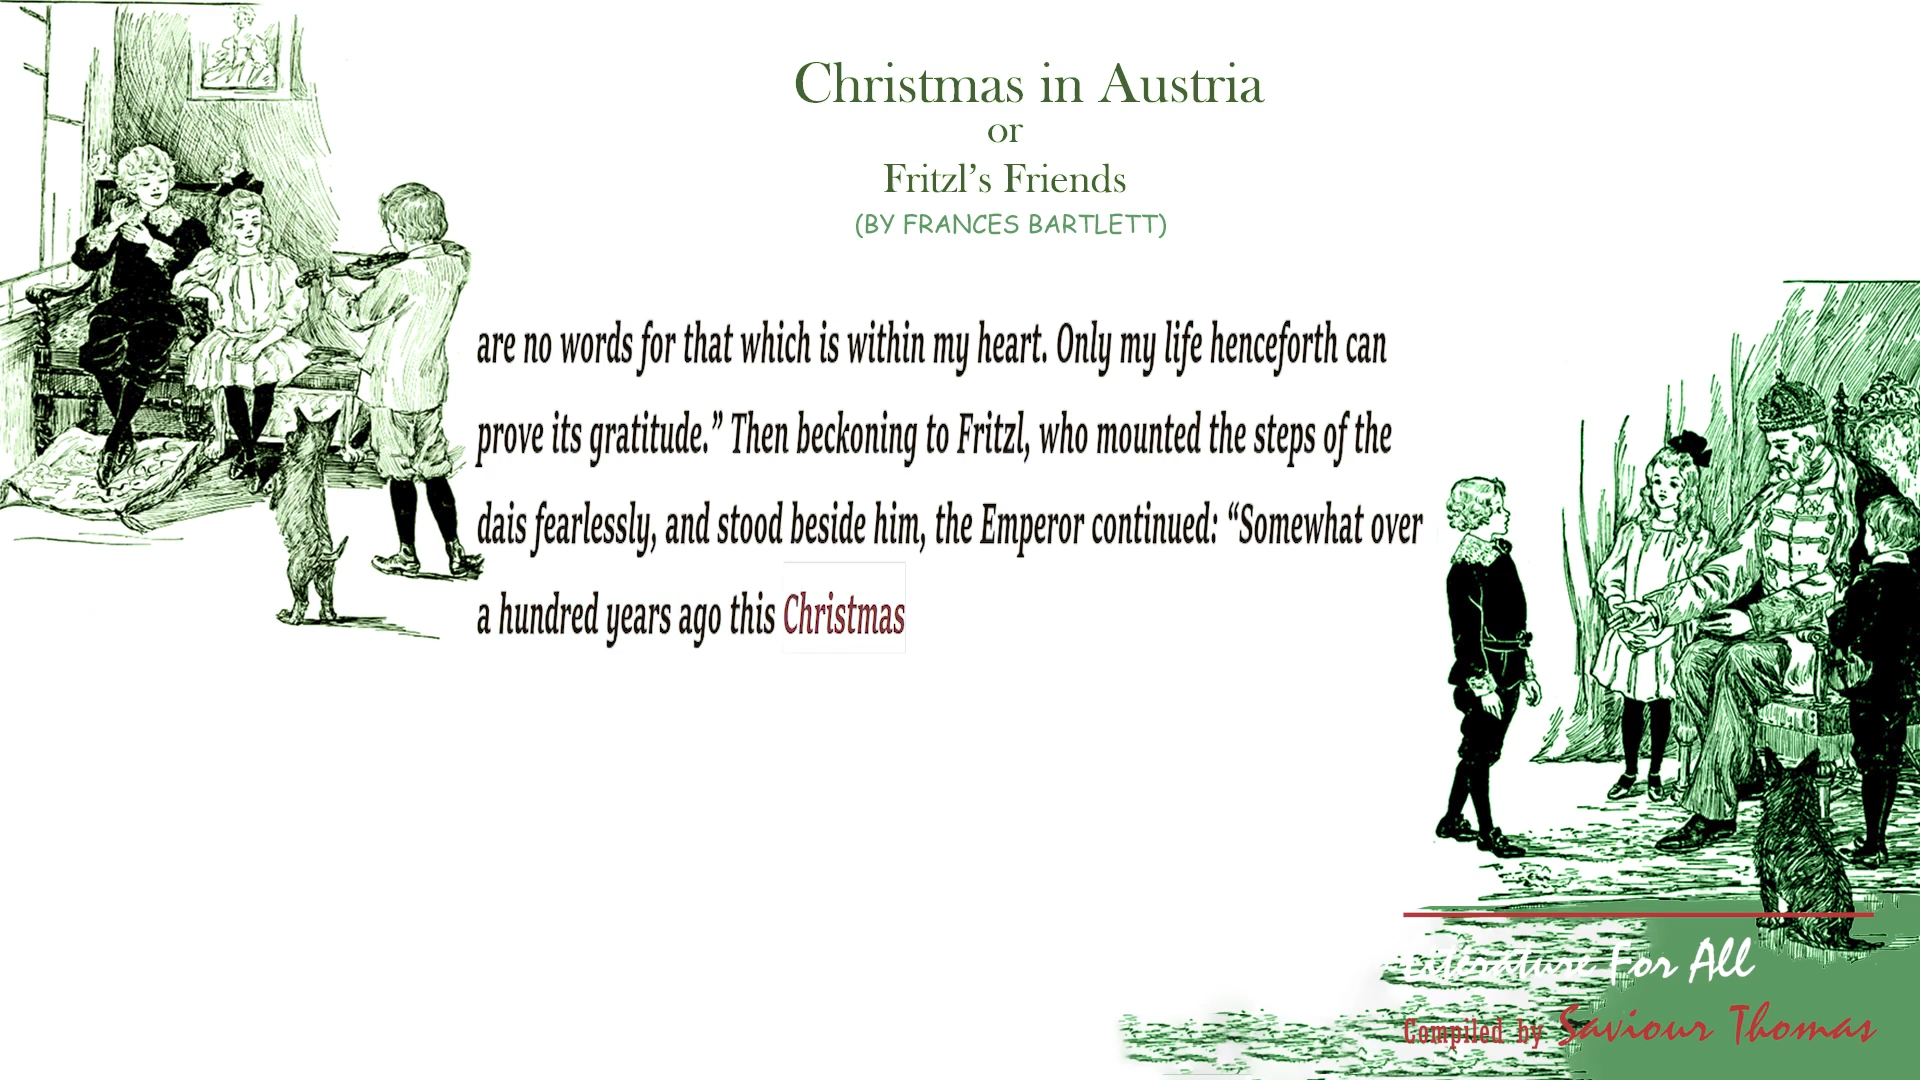 Christmas in Austria
or
Fritzl’s Friends
(BY FRANCES BARTLETT)
are no words for that which is within my heart. Only my life henceforth can
prove its gratitude.” Then beckoning to Fritzl, who mounted the steps of the
dais fearlessly, and stood beside him, the Emperor continued: “Somewhat over
a hundred years ago this Christmas
Literature For All
Compiled by Saviour Thomas